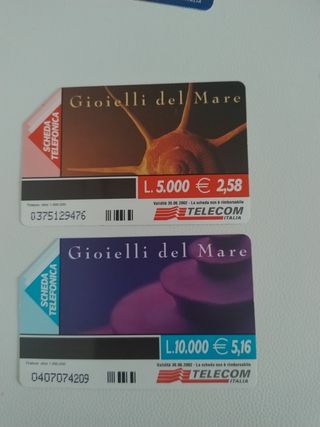 ITALIA
Gioielli del Mare
SCHEDA
TELEFONICA
L. 5.000 € 2,58
Validità 30.06.2002 - La scheda non è rimborsabile
0375129476
TELECOM
ITALIA
Gioielli del Mare
SCHEDA
TELEFONICA
L. 10.000 € 5,16
Validità 30.06.2002 - La scheda non è rimborsabile
0407074209
TELECOM
ITALIA